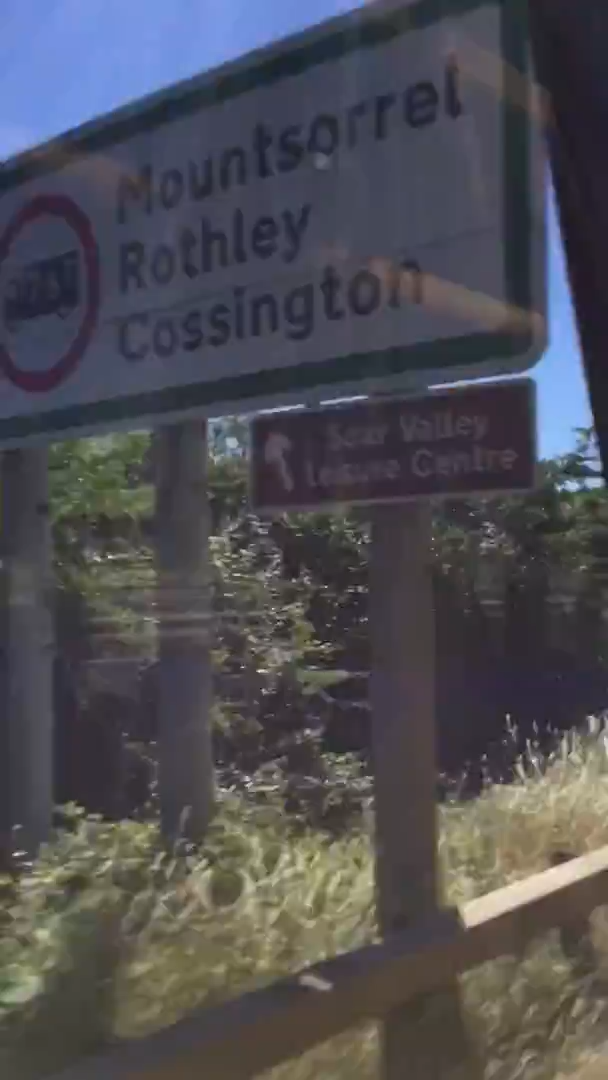 Mountsorrel
Rothley
Cossington
Soar Valley
Leisure Centre